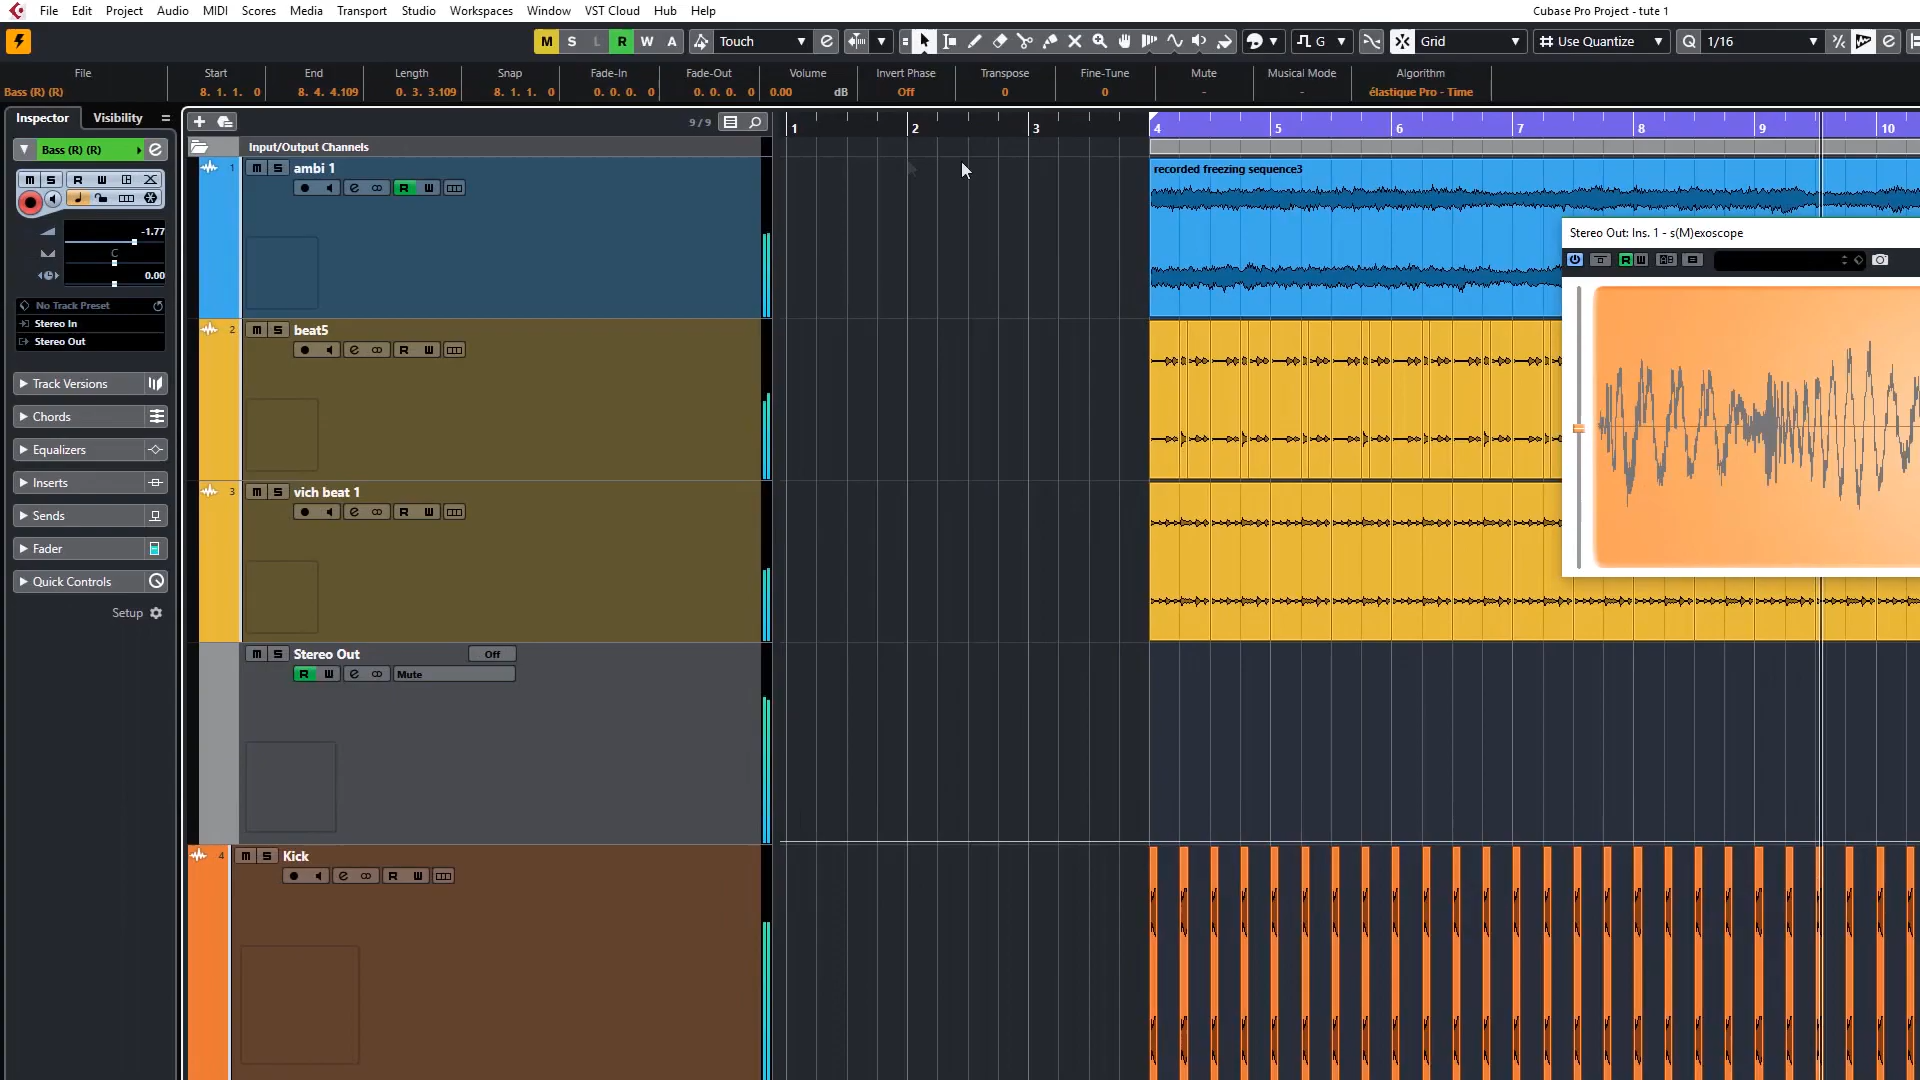 File Edit Project Audio MIDI Scores Media Transport Studio Workspaces Window VST Cloud Hub Help Cubase Pro Project - tute 1
M S L R W A Touch G Grid Use Quantize Q 1/16
File Start End Length Snap Fade-In Fade-Out Volume Invert Phase Transpose Fine-Tune Mute Musical Mode Algorithm
Bass (R) (R) 8. 1. 1. 0 8. 4. 4.109 0. 3. 3.109 8. 1. 1. 0 0. 0. 0. 0 0. 0. 0. 0 0.00 dB Off 0 0 - - élastique Pro - Time
Inspector Visibility
9 / 9
1 2 3 4 5 6 7 8 9 10
Bass (R) (R)
Input/Output Channels
1 M S ambi 1
recorded freezing sequence3
M S R W
R W
-1.77
C
0.00
No Track Preset
Stereo In
Stereo Out
Stereo Out: Ins. 1 - s(M)exoscope
R W
2 M S beat5
R W
Track Versions
Chords
Equalizers
Inserts
Sends
Fader
Quick Controls
Setup
3 M S vich beat 1
R W
M S Stereo Out Off
R W Mute
4 M S Kick
R W